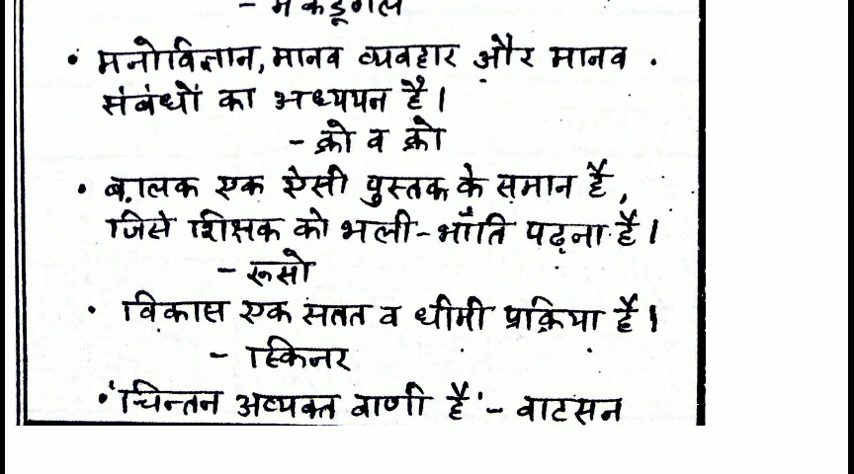 - मैकडूगल
• मनोविज्ञान, मानव व्यवहार और मानव
संबंधों का अध्ययन है।
- क्रो व क्रो
• बालक एक ऐसी पुस्तक के समान है,
जिसे शिक्षक को भली-भाँति पढ़ना है।
- रूसो
• विकास एक सतत व धीमी प्रक्रिया है।
- स्किनर
• 'चिन्तन अव्यक्त वाणी है' - वाटसन